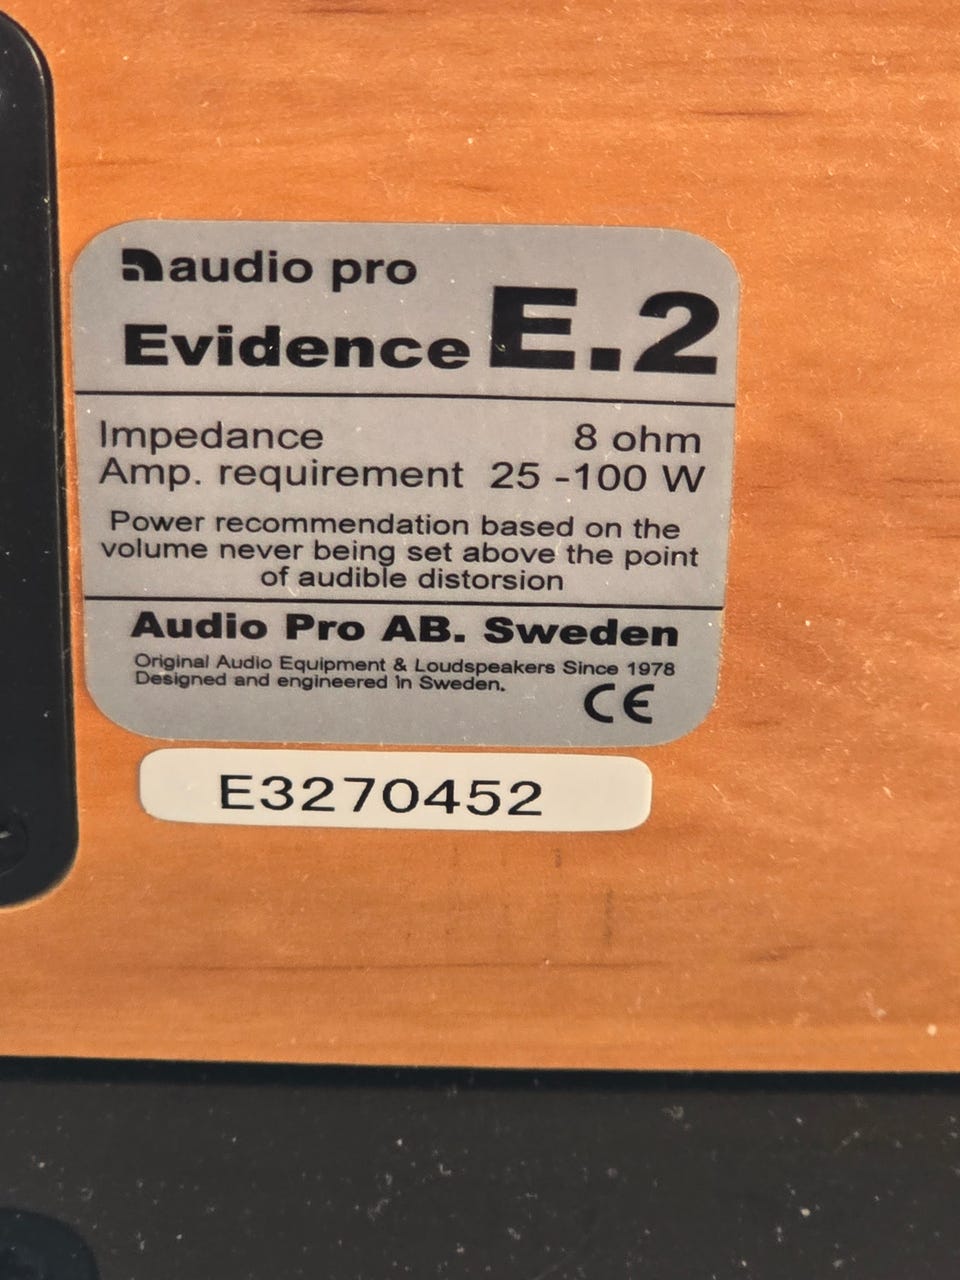 audio pro
Evidence E.2
Impedance 8 ohm
Amp. requirement 25 -100 W
Power recommendation based on the
volume never being set above the point
of audible distorsion
Audio Pro AB. Sweden
Original Audio Equipment & Loudspeakers Since 1978
Designed and engineered in Sweden.
CE
E3270452